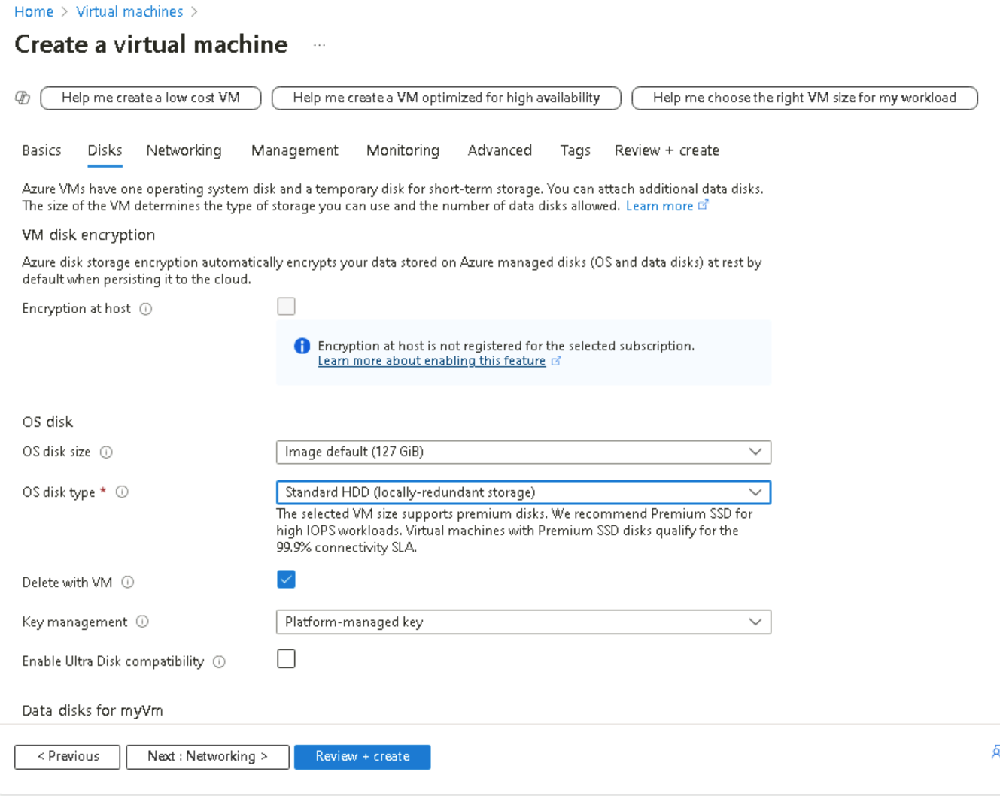 Home > Virtual machines >
Create a virtual machine ...
Help me create a low cost VM
Help me create a VM optimized for high availability
Help me choose the right VM size for my workload
Basics Disks Networking Management Monitoring Advanced Tags Review + create
Azure VMs have one operating system disk and a temporary disk for short-term storage. You can attach additional data disks.
The size of the VM determines the type of storage you can use and the number of data disks allowed. Learn more
VM disk encryption
Azure disk storage encryption automatically encrypts your data stored on Azure managed disks (OS and data disks) at rest by
default when persisting it to the cloud.
Encryption at host
Encryption at host is not registered for the selected subscription.
Learn more about enabling this feature
OS disk
OS disk size
Image default (127 GiB)
OS disk type *
Standard HDD (locally-redundant storage)
The selected VM size supports premium disks. We recommend Premium SSD for
high IOPS workloads. Virtual machines with Premium SSD disks qualify for the
99.9% connectivity SLA.
Delete with VM
Key management
Platform-managed key
Enable Ultra Disk compatibility
Data disks for myVm
< Previous
Next : Networking >
Review + create